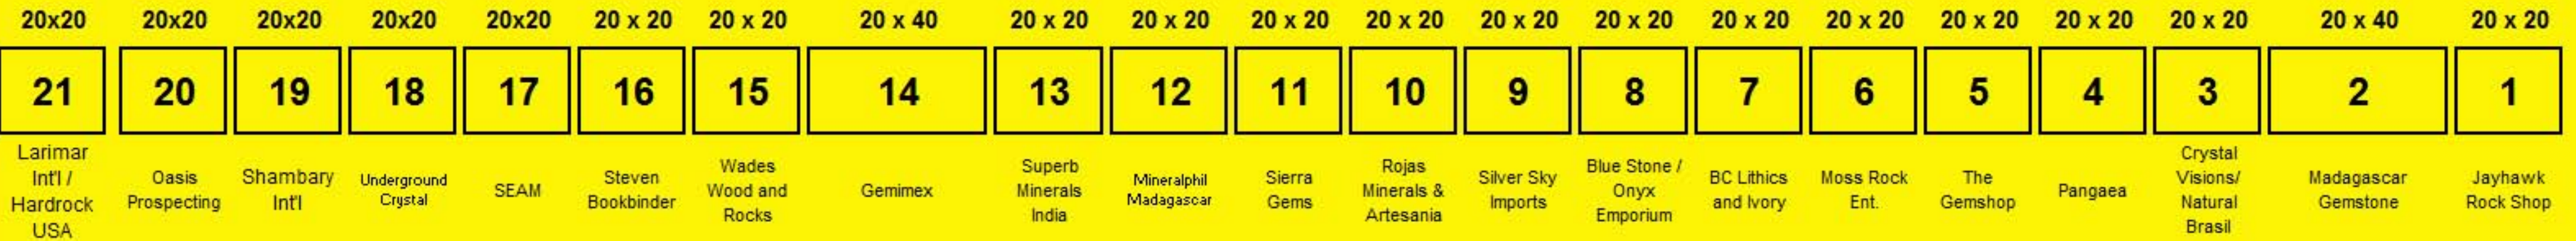 20x20 20x20 20x20 20x20 20x20 20 x 20 20 x 20 20 x 40 20 x 20 20 x 20 20 x 20 20 x 20 20 x 20 20 x 20 20 x 20 20 x 20 20 x 20 20 x 20 20 x 20 20 x 40 20 x 20
21 20 19 18 17 16 15 14 13 12 11 10 9 8 7 6 5 4 3 2 1
Larimar
Int'l /
Hardrock
USA
Oasis
Prospecting
Shambary
Int'l
Underground
Crystal
SEAM
Steven
Bookbinder
Wades
Wood and
Rocks
Gemimex
Superb
Minerals
India
Mineralphil
Madagascar
Sierra
Gems
Rojas
Minerals &
Artesania
Silver Sky
Imports
Blue Stone /
Onyx
Emporium
BC Lithics
and Ivory
Moss Rock
Ent.
The
Gemshop
Pangaea
Crystal
Visions/
Natural
Brasil
Madagascar
Gemstone
Jayhawk
Rock Shop